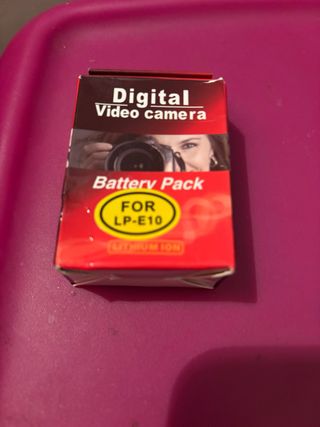 Digital
Video camera
Battery Pack
FOR
LP-E10
LITHIUM ION